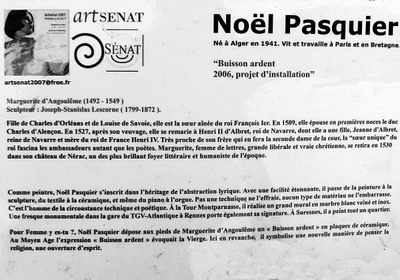 Artsénat 2007
artsenat2007@free.fr
artSENAT
SÉNAT
Noël Pasquier
Né à Alger en 1941. Vit et travaille à Paris et en Bretagne.
“Buisson ardent
2006, projet d'installation”
Marguerite d'Angoulême (1492 - 1549 )
Sculpteur : Joseph-Stanislas Lescorne ( 1799-1872 ).
Fille de Charles d'Orléans et de Louise de Savoie, elle est la sœur aînée du roi François Ier. En 1509, elle épouse en premières noces le duc
Charles d'Alençon. En 1527, après son veuvage, elle se remarie à Henri II d'Albret, roi de Navarre, dont elle a une fille, Jeanne d'Albret,
reine de Navarre et mère du roi de France Henri IV. Très proche de son frère qui en fera la seconde dame de la cour, la “sœur unique” du
roi fascina les ambassadeurs autant que les poètes. Marguerite, femme de lettres, grande libérale et vraie chrétienne, se retira en 1530
dans son château de Nérac, un des plus brillant foyer littéraire et humaniste de l'époque.
Comme peintre, Noël Pasquier s'inscrit dans l'héritage de l'abstraction lyrique. Avec une facilité étonnante, il passe de la peinture à la
sculpture, du textile à la céramique, et même du piano à l'orgue. Pas une technique ne l'effraie, aucun type de matériau ne l'embarrasse.
C'est l'homme de la circonstance technique et poétique. À la Tour Montparnasse, il réalise un grand mural en marbre blanc veiné et inox.
Une fresque monumentale dans la gare du TGV-Atlantique à Rennes porte également sa signature. À Suresnes, il a peint tout un quartier.
Pour Femme y es-tu ?, Noël Pasquier dépose aux pieds de Marguerite d'Angoulême un « Buisson ardent » en plaques de céramique.
Au Moyen Age l'expression « Buisson ardent » évoquait la Vierge. Ici en revanche, il symbolise une nouvelle manière de penser la
religion, une ouverture d'esprit.